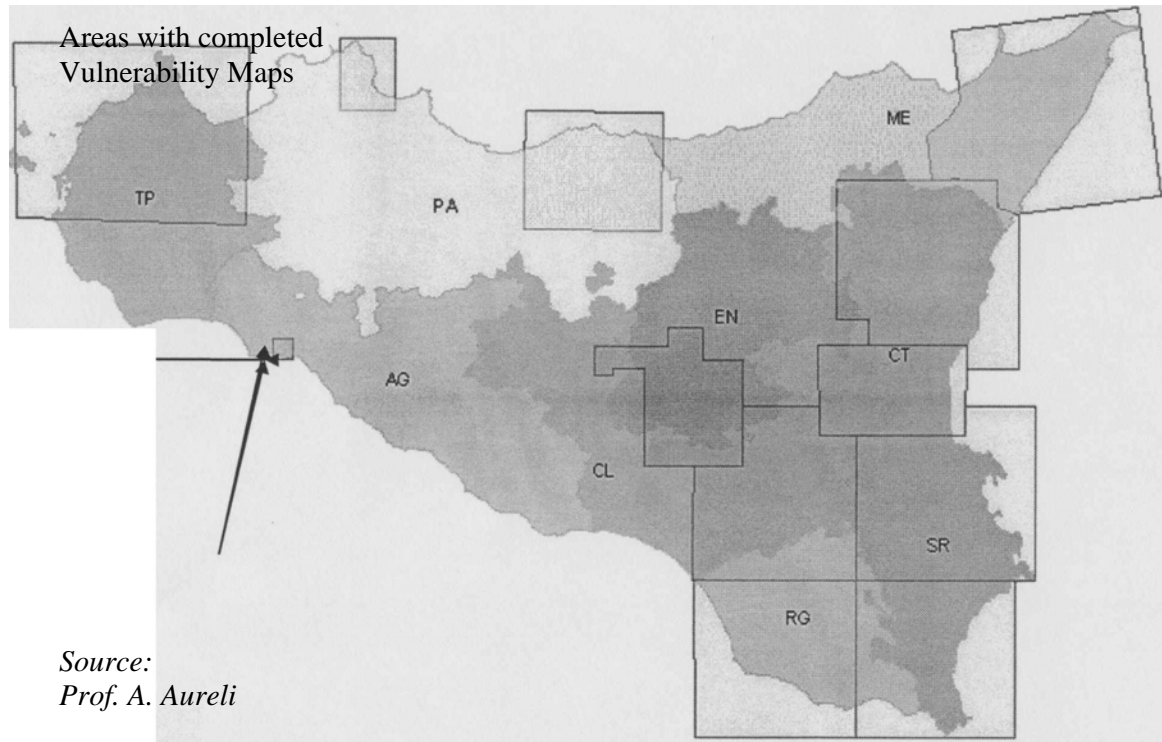 Areas with completed
Vulnerability Maps
ME
TP
PA
EN
CT
AG
CL
SR
RG
Source:
Prof. A. Aureli